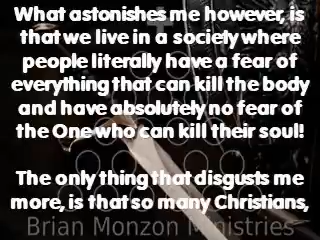 What astonishes me however, is
that we live in a society where
people literally have a fear of
everything that can kill the body
and have absolutely no fear of
the One who can kill their soul!
The only thing that disgusts me
more, is that so many Christians,
Brian Monzon Ministries